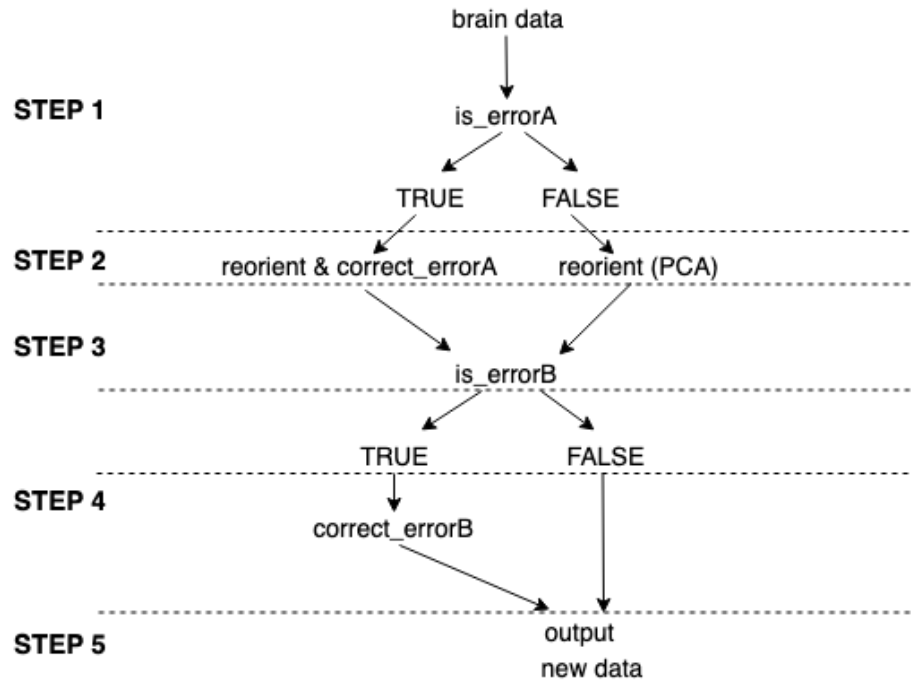 brain data
STEP 1
is_errorA
TRUE FALSE
STEP 2
reorient & correct_errorA reorient (PCA)
STEP 3
is_errorB
TRUE FALSE
STEP 4
correct_errorB
output
STEP 5
new data